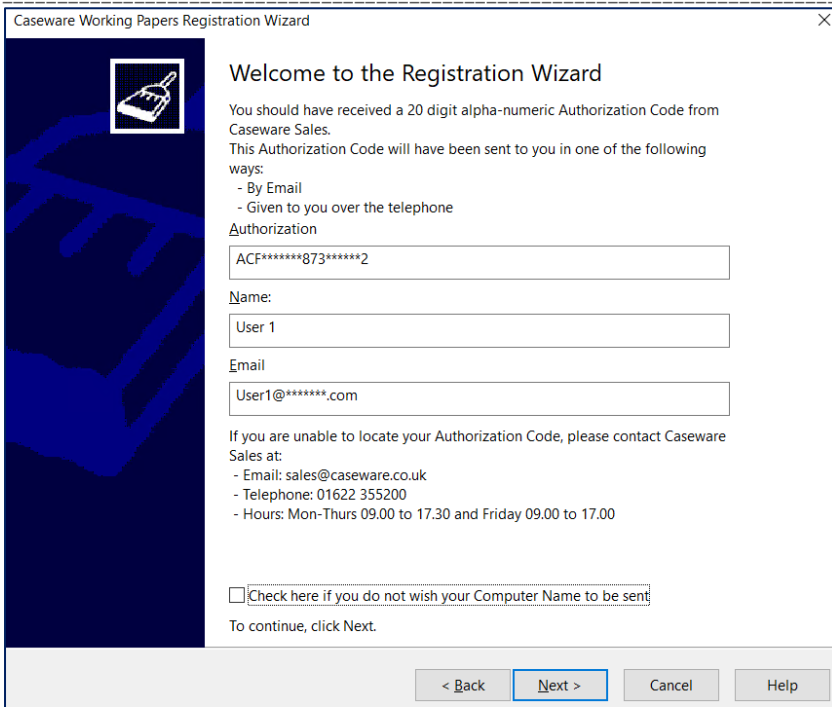 Caseware Working Papers Registration Wizard
Welcome to the Registration Wizard
You should have received a 20 digit alpha-numeric Authorization Code from
Caseware Sales.
This Authorization Code will have been sent to you in one of the following
ways:
- By Email
- Given to you over the telephone
Authorization
ACF*******873******2
Name:
User 1
Email
User1@*******.com
If you are unable to locate your Authorization Code, please contact Caseware
Sales at:
- Email: sales@caseware.co.uk
- Telephone: 01622 355200
- Hours: Mon-Thurs 09.00 to 17.30 and Friday 09.00 to 17.00
Check here if you do not wish your Computer Name to be sent
To continue, click Next.
< Back Next > Cancel Help